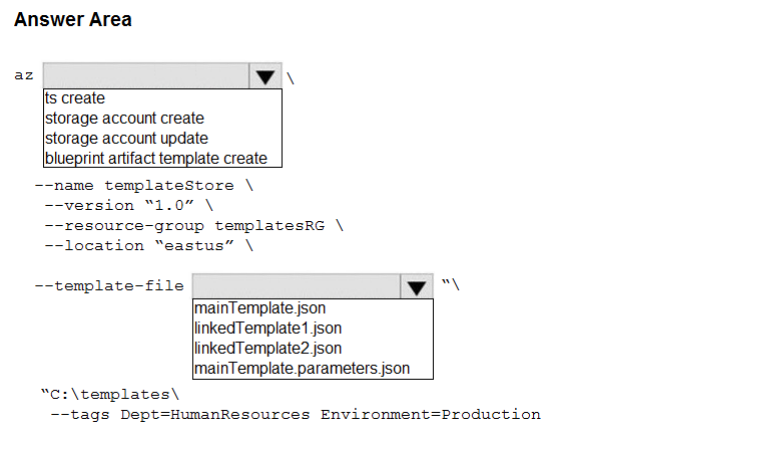 Answer Area
az \
ts create
storage account create
storage account update
blueprint artifact template create
--name templateStore \
--version “1.0” \
--resource-group templatesRG \
--location “eastus” \
--template-file “\
mainTemplate.json
linkedTemplate1.json
linkedTemplate2.json
mainTemplate.parameters.json
“C:\templates\
--tags Dept=HumanResources Environment=Production